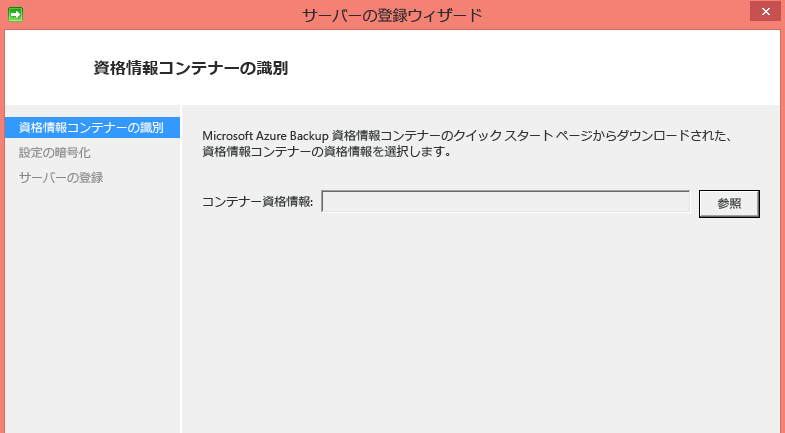 サーバーの登録ウィザード
資格情報コンテナーの識別
資格情報コンテナーの識別
設定の暗号化
サーバーの登録
Microsoft Azure Backup 資格情報コンテナーのクイック スタート ページからダウンロードされた、
資格情報コンテナーの資格情報を選択します。
コンテナー資格情報:
参照